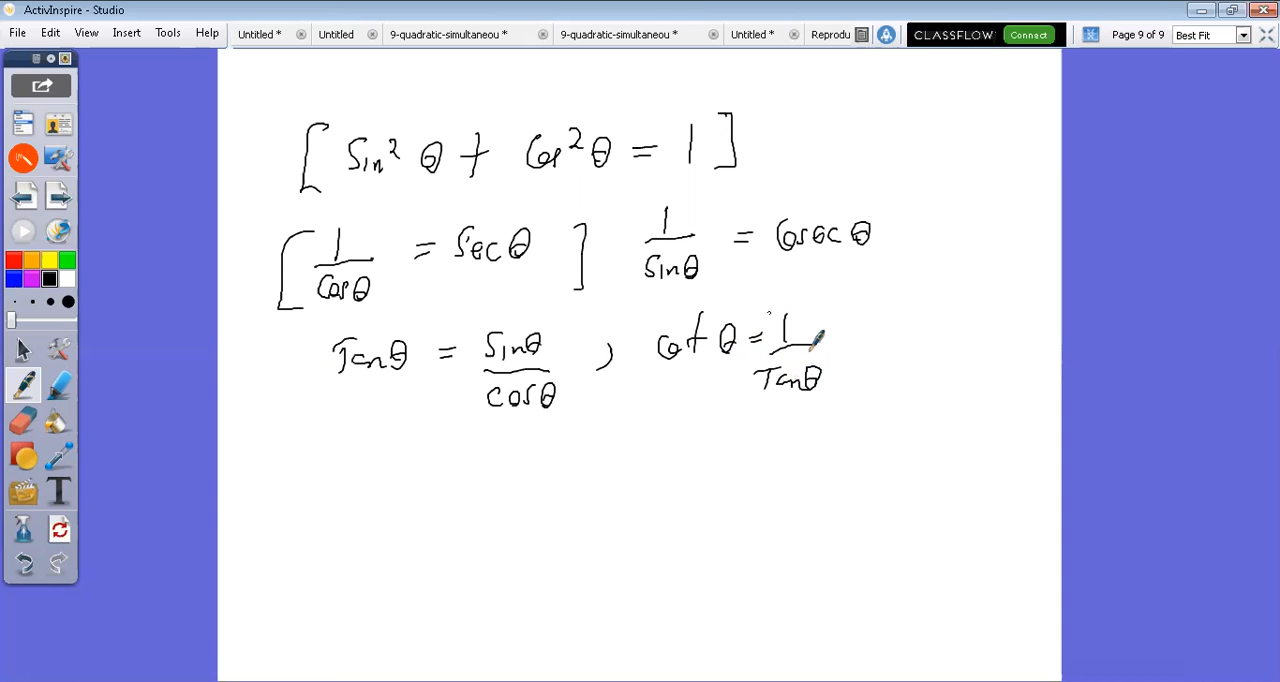 ActivInspire - Studio
File Edit View Insert Tools Help
Untitled * Untitled 9-quadratic-simultaneou * 9-quadratic-simultaneou * Untitled * Reprodu CLASSFLOW Connect Page 9 of 9 Best Fit
[ Sin² θ + Cos² θ = 1 ]
[ 1/Cosθ = Sec θ ] 1/Sinθ = Cosec θ
Tanθ = Sinθ/Cosθ , Cot θ = 1/Tanθ
T